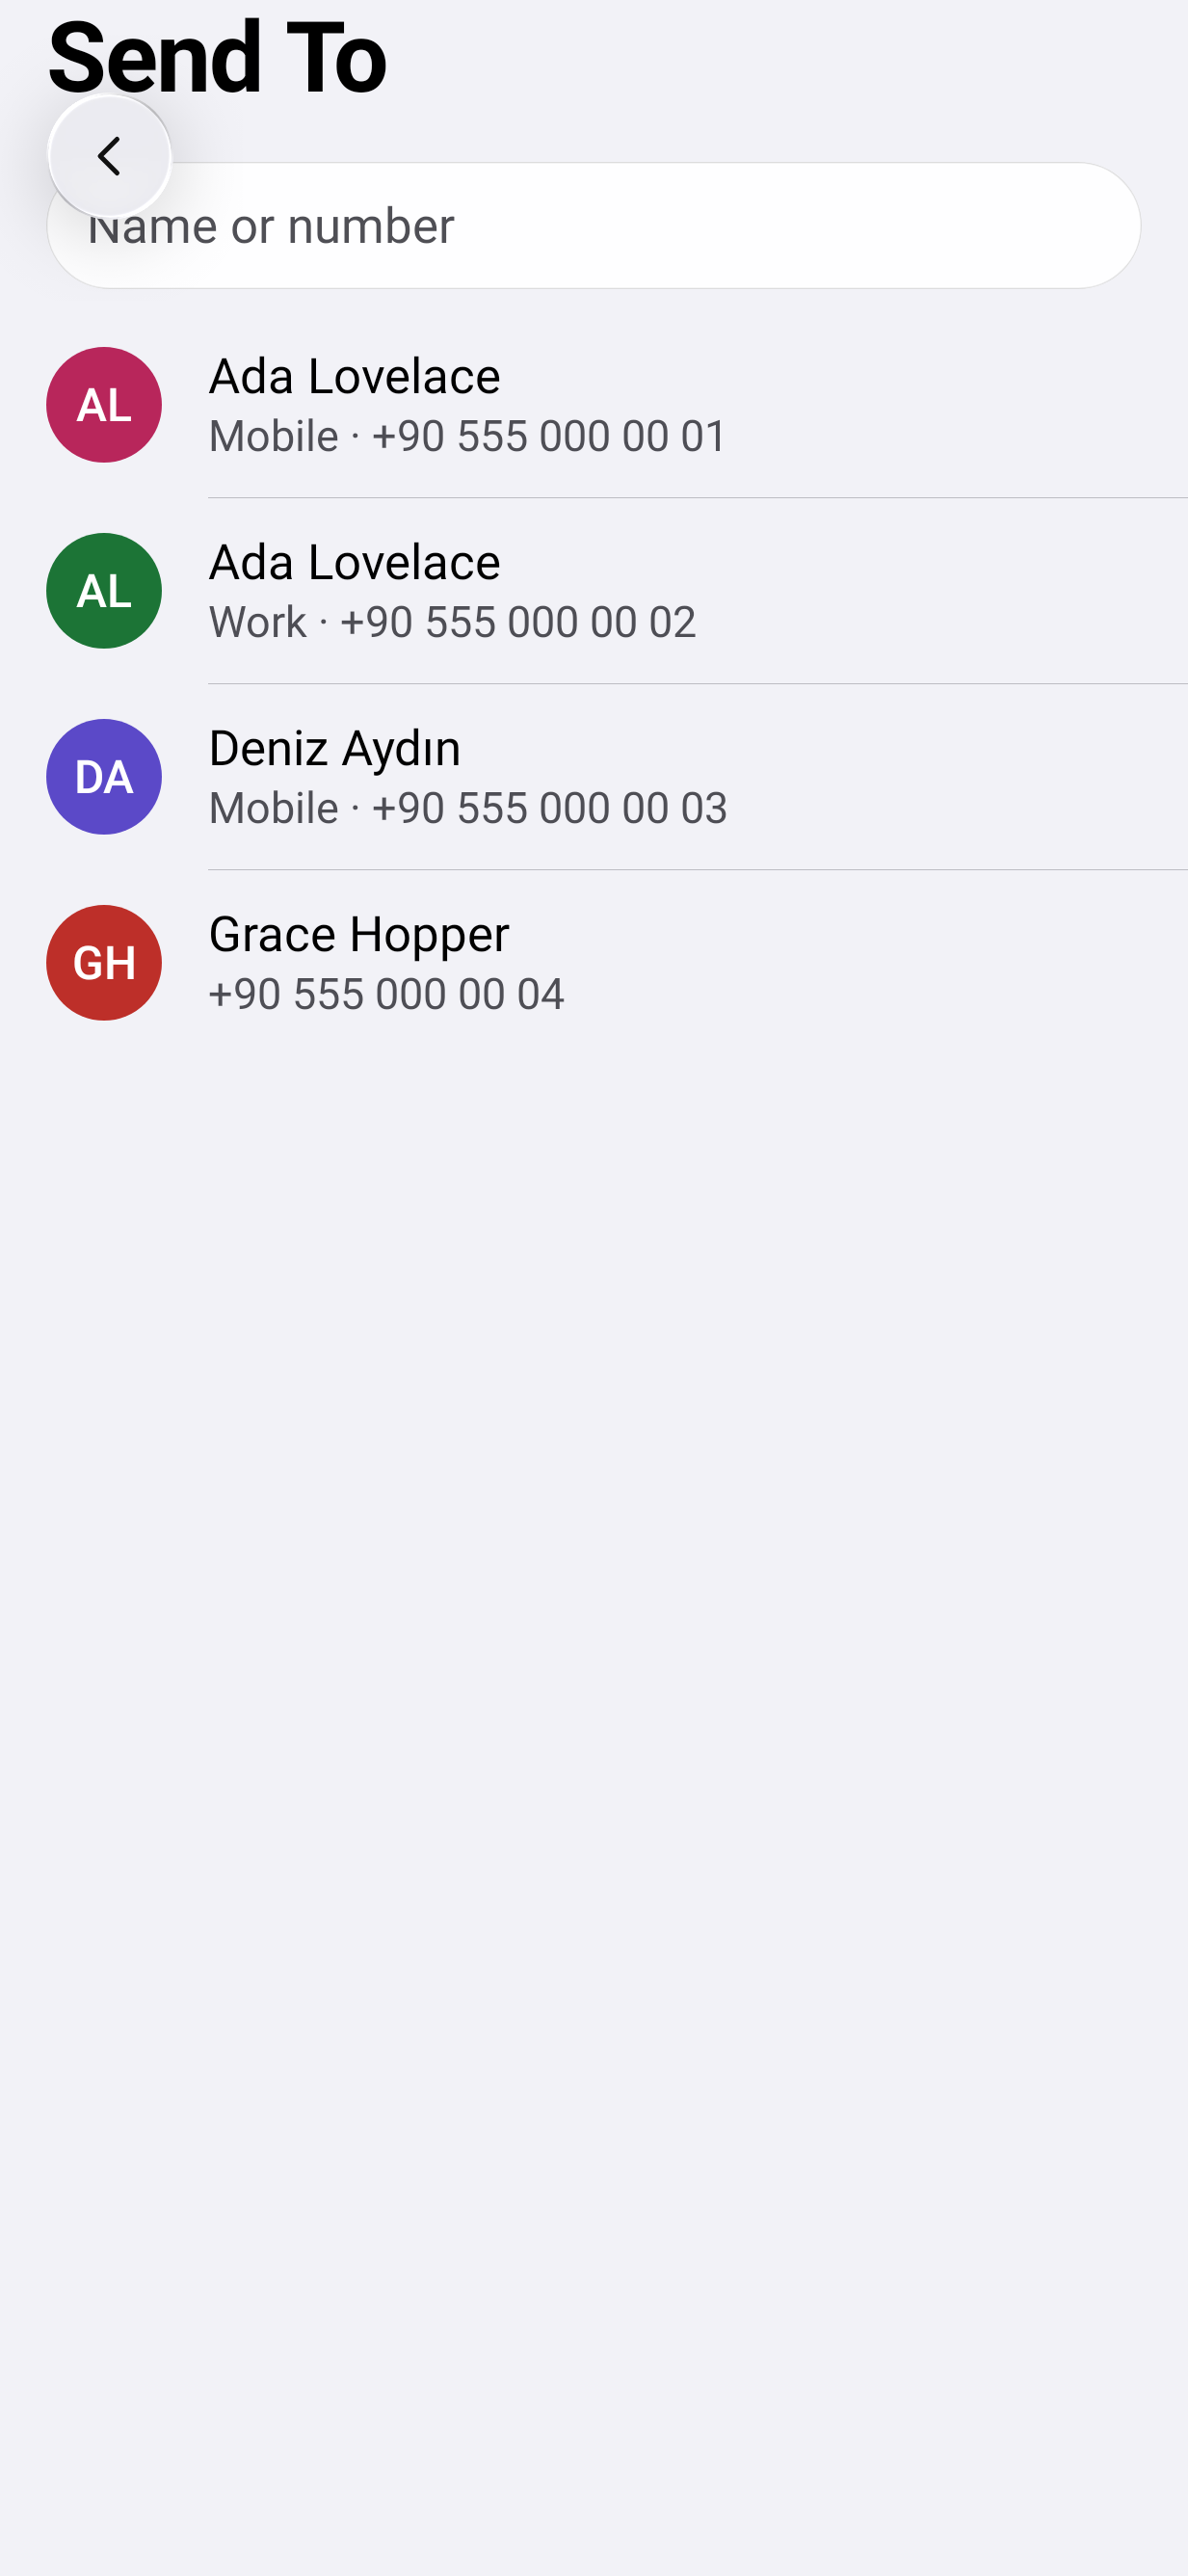 Send To
Name or number
AL
Ada Lovelace
Mobile · +90 555 000 00 01
AL
Ada Lovelace
Work · +90 555 000 00 02
DA
Deniz Aydın
Mobile · +90 555 000 00 03
GH
Grace Hopper
+90 555 000 00 04